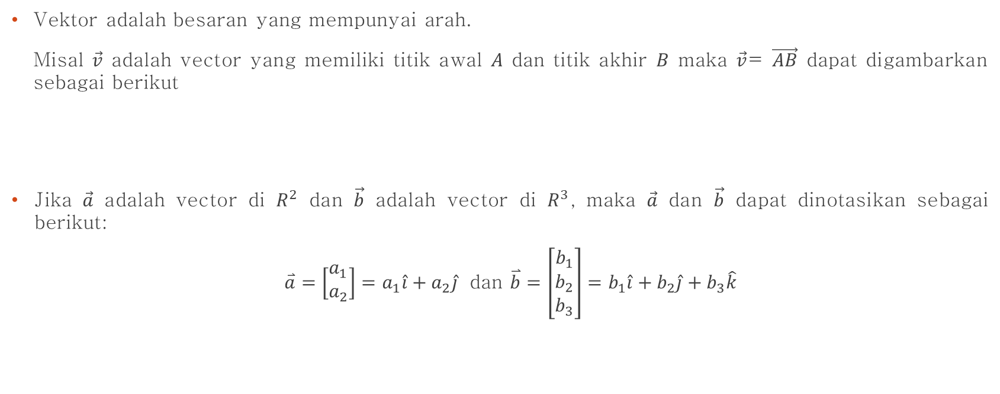 • Vektor adalah besaran yang mempunyai arah.
Misal $\vec{v}$ adalah vector yang memiliki titik awal $A$ dan titik akhir $B$ maka $\vec{v} = \overrightarrow{AB}$ dapat digambarkan
sebagai berikut
• Jika $\vec{a}$ adalah vector di $R^2$ dan $\vec{b}$ adalah vector di $R^3$, maka $\vec{a}$ dan $\vec{b}$ dapat dinotasikan sebagai
berikut:
$\vec{a} = \begin{bmatrix} a_1 \\ a_2 \end{bmatrix} = a_1\hat{\imath} + a_2\hat{\jmath}$ dan $\vec{b} = \begin{bmatrix} b_1 \\ b_2 \\ b_3 \end{bmatrix} = b_1\hat{\imath} + b_2\hat{\jmath} + b_3\hat{k}$